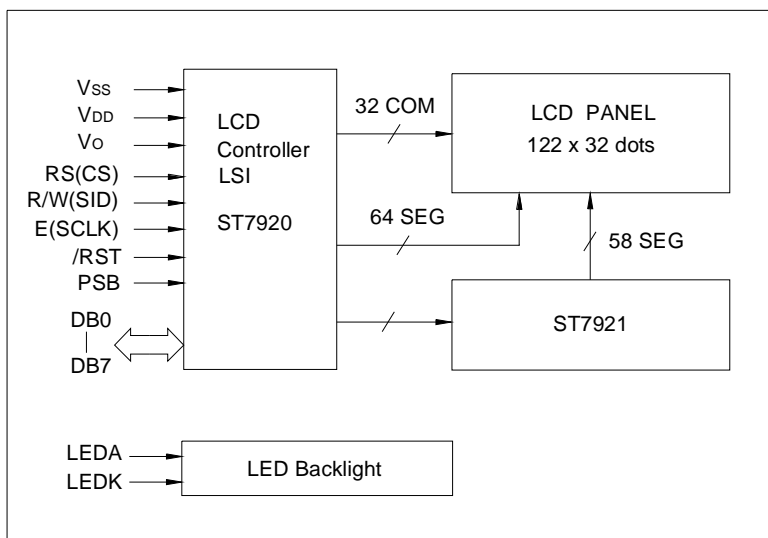 VSS
VDD
VO
RS(CS)
R/W(SID)
E(SCLK)
/RST
PSB
DB0
DB7
LCD
Controller
LSI
ST7920
32 COM
64 SEG
LCD PANEL
122 x 32 dots
58 SEG
ST7921
LEDA
LEDK
LED Backlight